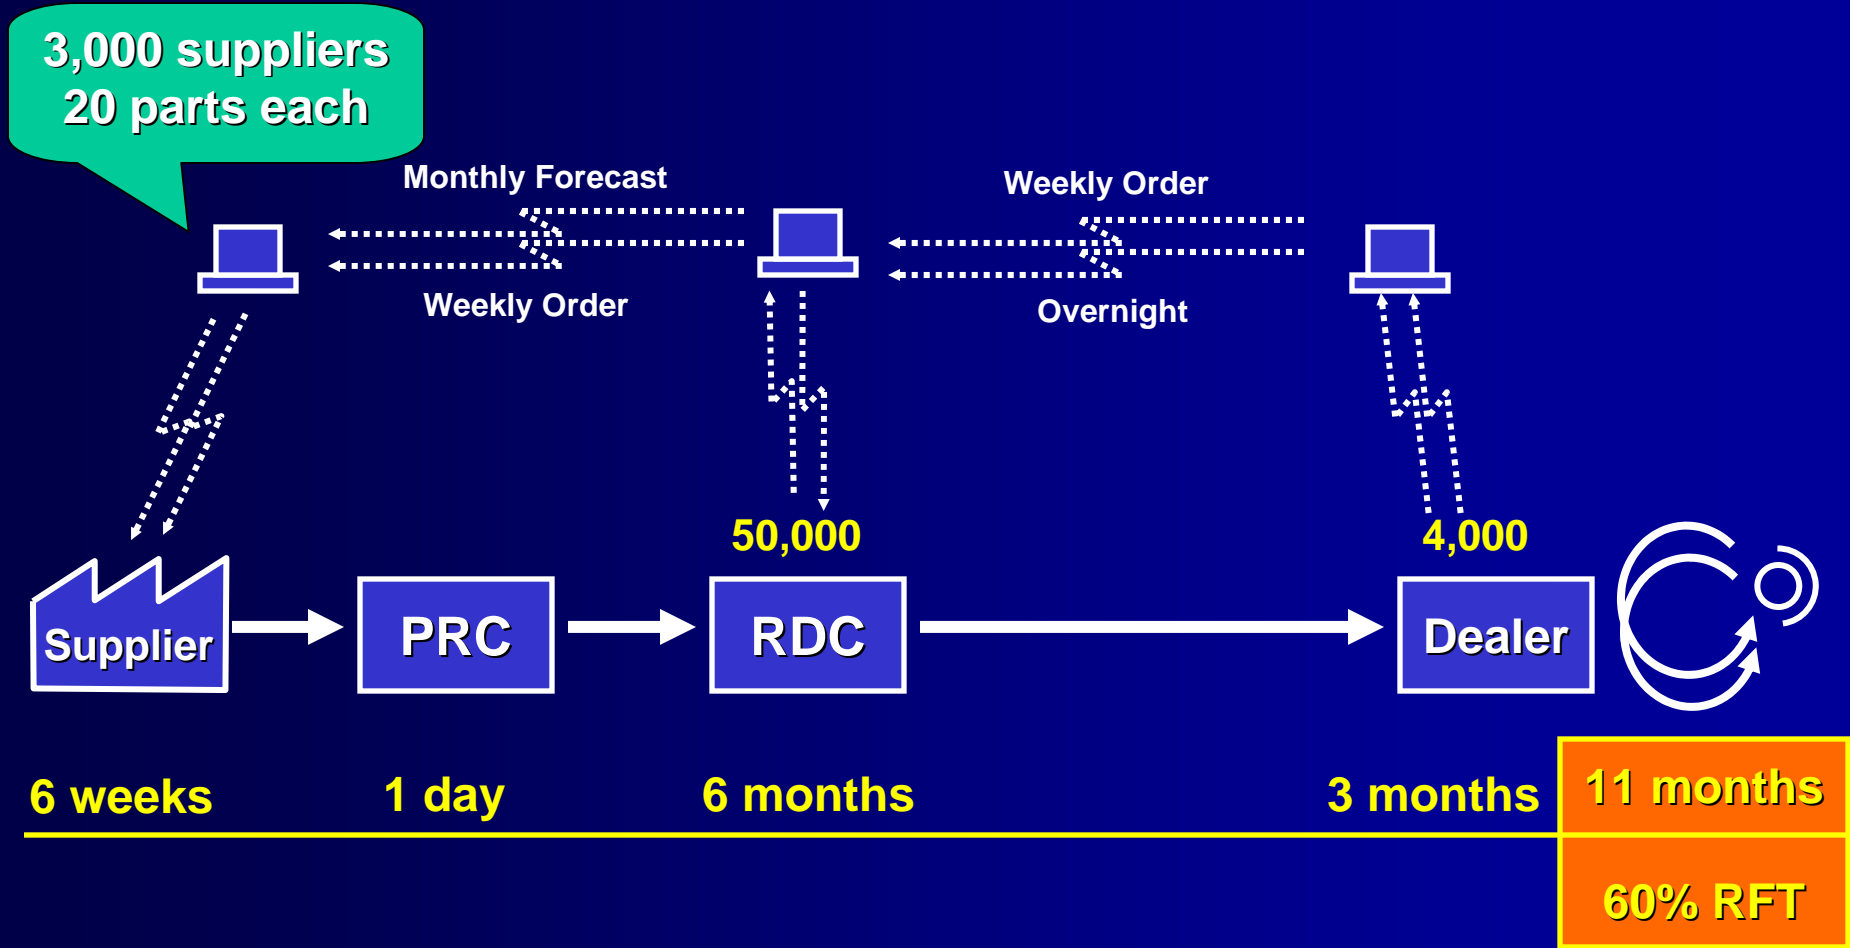 3,000 suppliers
20 parts each
Monthly Forecast
Weekly Order
Weekly Order
Overnight
50,000
4,000
Supplier
PRC
RDC
Dealer
6 weeks
1 day
6 months
3 months
11 months
60% RFT